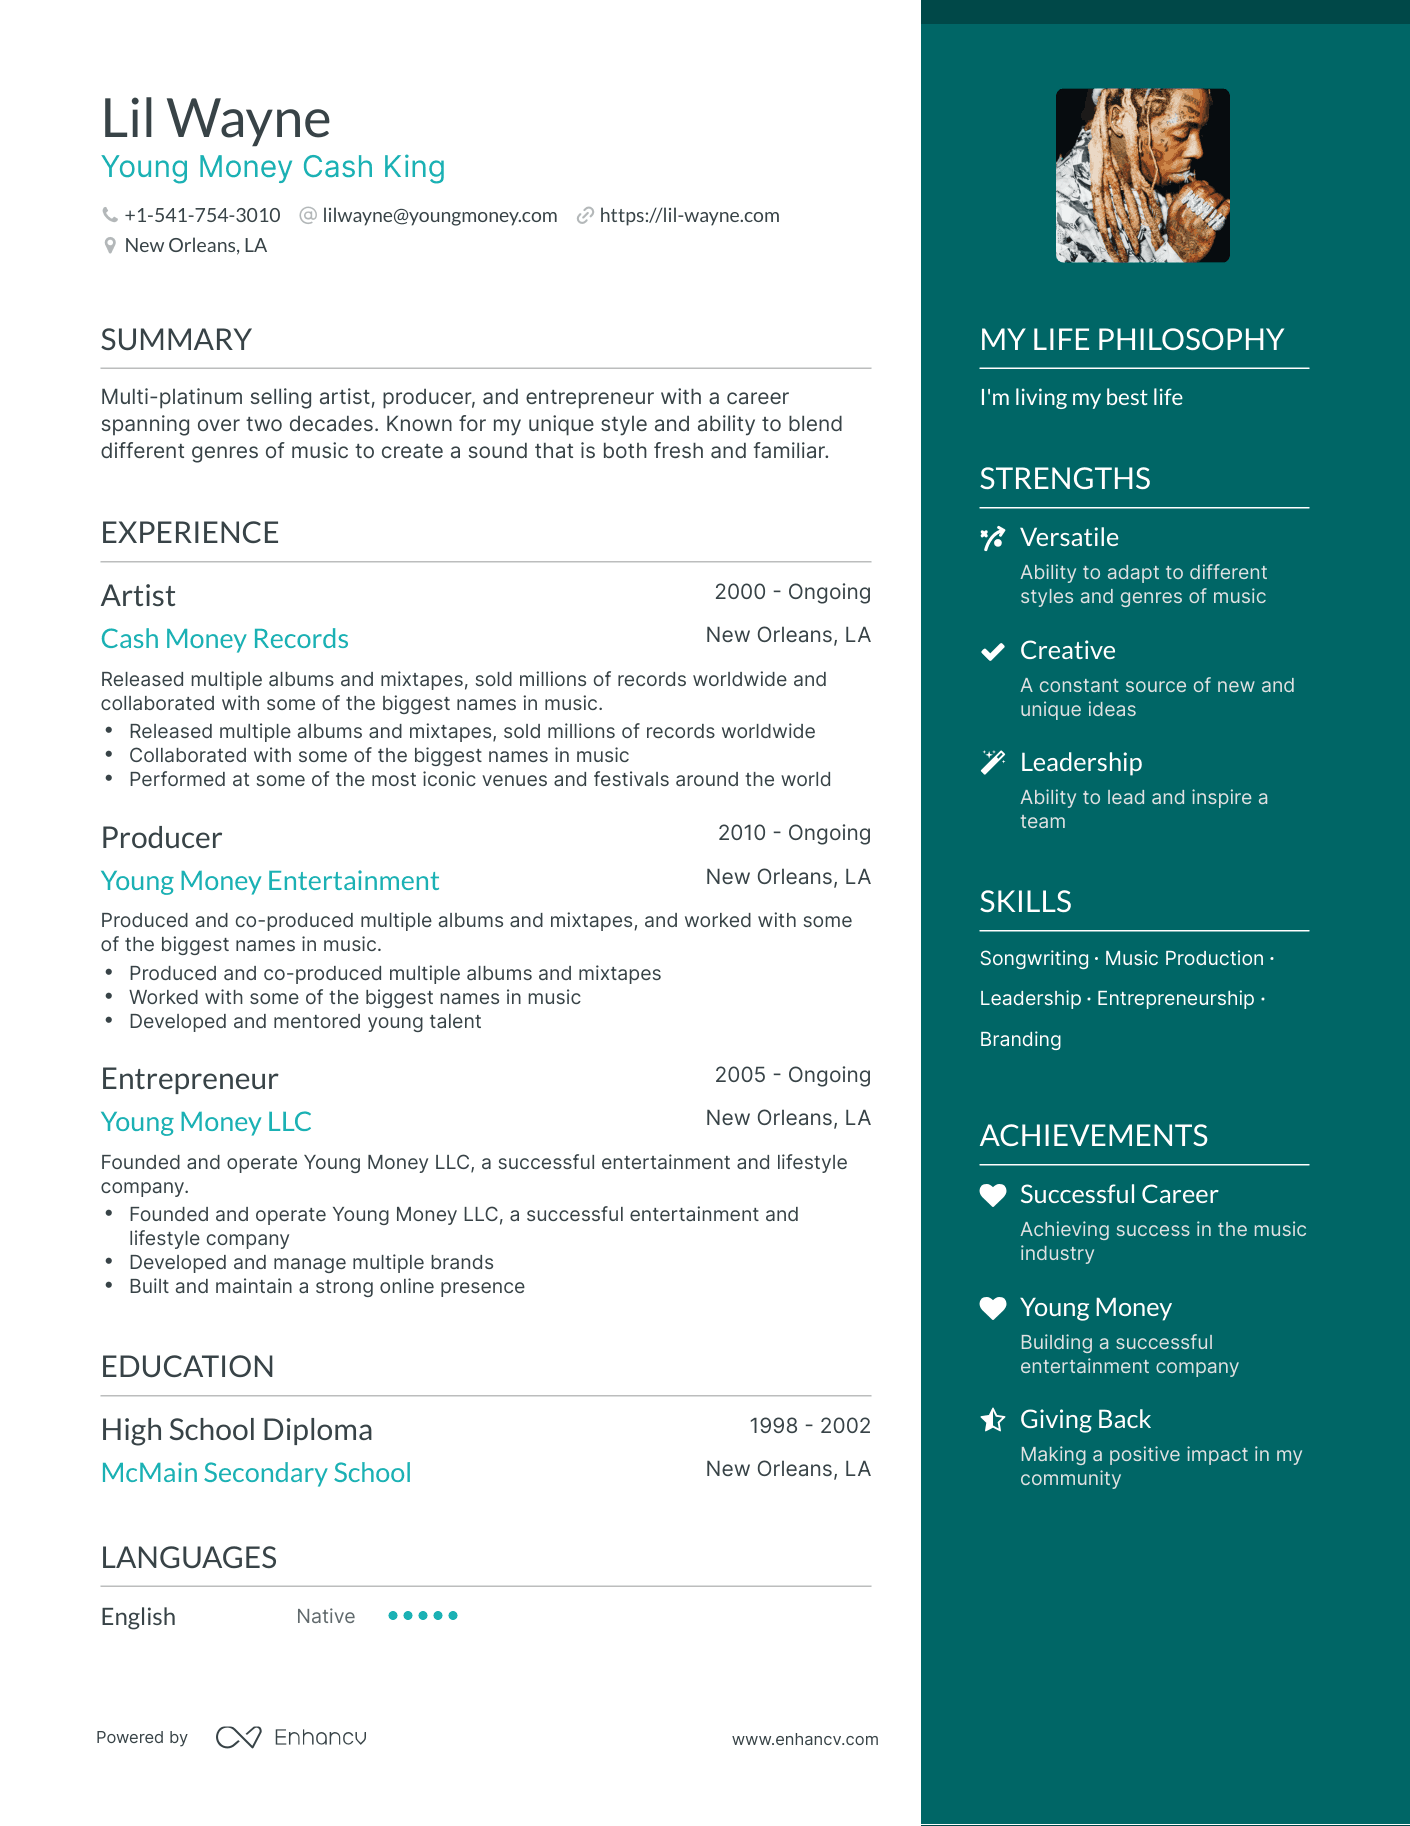 Lil Wayne
Young Money Cash King
+1-541-754-3010 lilwayne@youngmoney.com https://lil-wayne.com
New Orleans, LA
SUMMARY
Multi-platinum selling artist, producer, and entrepreneur with a career
spanning over two decades. Known for my unique style and ability to blend
different genres of music to create a sound that is both fresh and familiar.
EXPERIENCE
Artist 2000 - Ongoing
Cash Money Records New Orleans, LA
Released multiple albums and mixtapes, sold millions of records worldwide and
collaborated with some of the biggest names in music.
• Released multiple albums and mixtapes, sold millions of records worldwide
• Collaborated with some of the biggest names in music
• Performed at some of the most iconic venues and festivals around the world
Producer 2010 - Ongoing
Young Money Entertainment New Orleans, LA
Produced and co-produced multiple albums and mixtapes, and worked with some
of the biggest names in music.
• Produced and co-produced multiple albums and mixtapes
• Worked with some of the biggest names in music
• Developed and mentored young talent
Entrepreneur 2005 - Ongoing
Young Money LLC New Orleans, LA
Founded and operate Young Money LLC, a successful entertainment and lifestyle
company.
• Founded and operate Young Money LLC, a successful entertainment and
lifestyle company
• Developed and manage multiple brands
• Built and maintain a strong online presence
EDUCATION
High School Diploma 1998 - 2002
McMain Secondary School New Orleans, LA
LANGUAGES
English Native
Powered by Enhancv www.enhancv.com
MY LIFE PHILOSOPHY
I'm living my best life
STRENGTHS
Versatile
Ability to adapt to different
styles and genres of music
Creative
A constant source of new and
unique ideas
Leadership
Ability to lead and inspire a
team
SKILLS
Songwriting · Music Production ·
Leadership · Entrepreneurship ·
Branding
ACHIEVEMENTS
Successful Career
Achieving success in the music
industry
Young Money
Building a successful
entertainment company
Giving Back
Making a positive impact in my
community